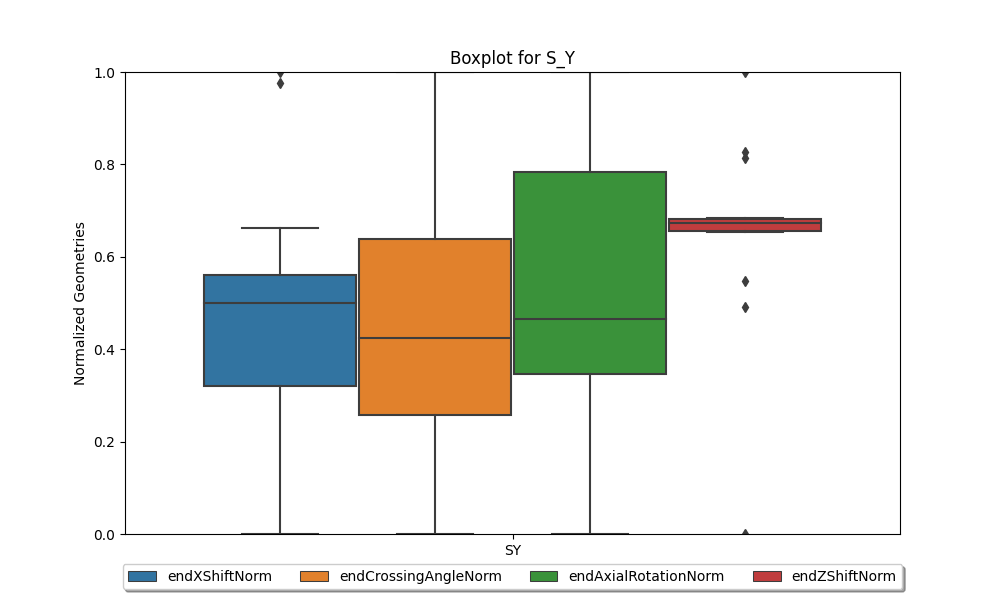 Boxplot for S_Y
Normalized Geometries
1.0
0.8
0.6
0.4
0.2
0.0
SY
endXShiftNorm endCrossingAngleNorm endAxialRotationNorm endZShiftNorm